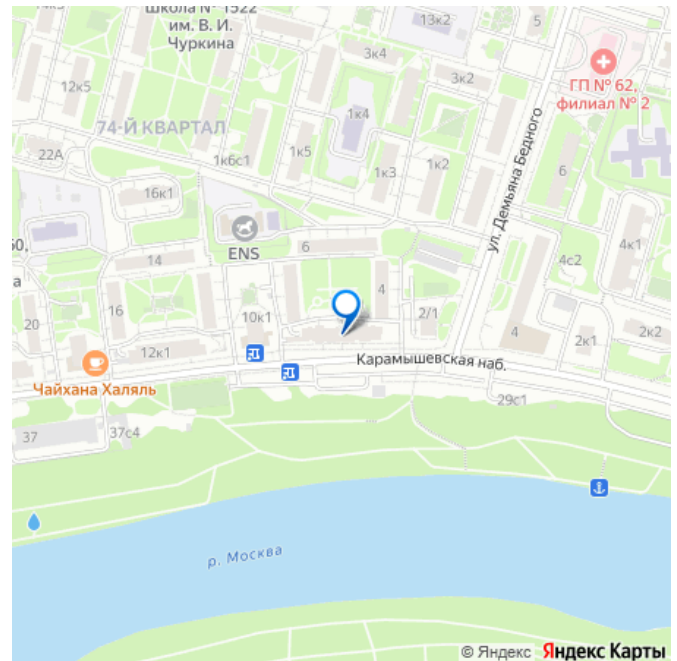 Школа № 1522
им. В. И.
Чуркина
13к2
5
3к4
3к2
ГП № 62,
филиал № 2
12к5
1к4
74-Й КВАРТАЛ
ул. Демьяна Бедного
22А
1к6с1
1к5
1к3
1к2
6
16к1
ENS
6
4к1
14
4с2
4
16
10к1
2/1
20
4
2к1
2к2
12к1
Карамышевская наб.
Чайхана Халяль
29с1
37
37с4
р. Москва
© Яндекс Яндекс Карты